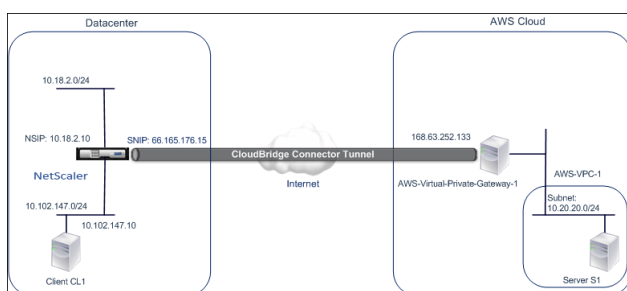 Datacenter
AWS Cloud
10.18.2.0/24
NSIP: 10.18.2.10
SNIP: 66.165.176.15
168.63.252.133
CloudBridge Connector Tunnel
NetScaler
Internet
AWS-Virtual-Private-Gateway-1
AWS-VPC-1
10.102.147.0/24
10.102.147.10
Subnet:
10.20.20.0/24
Client CL1
Server S1